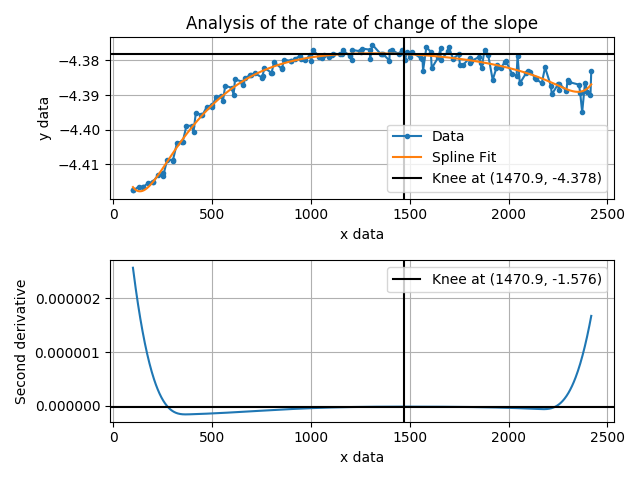 Analysis of the rate of change of the slope
−4.38
−4.39
−4.40
−4.41
y data
Data
Spline Fit
Knee at (1470.9, -4.378)
0
500
1000
1500
2000
2500
x data
Knee at (1470.9, -1.576)
0.000002
0.000001
0.000000
Second derivative
0
500
1000
1500
2000
2500
x data